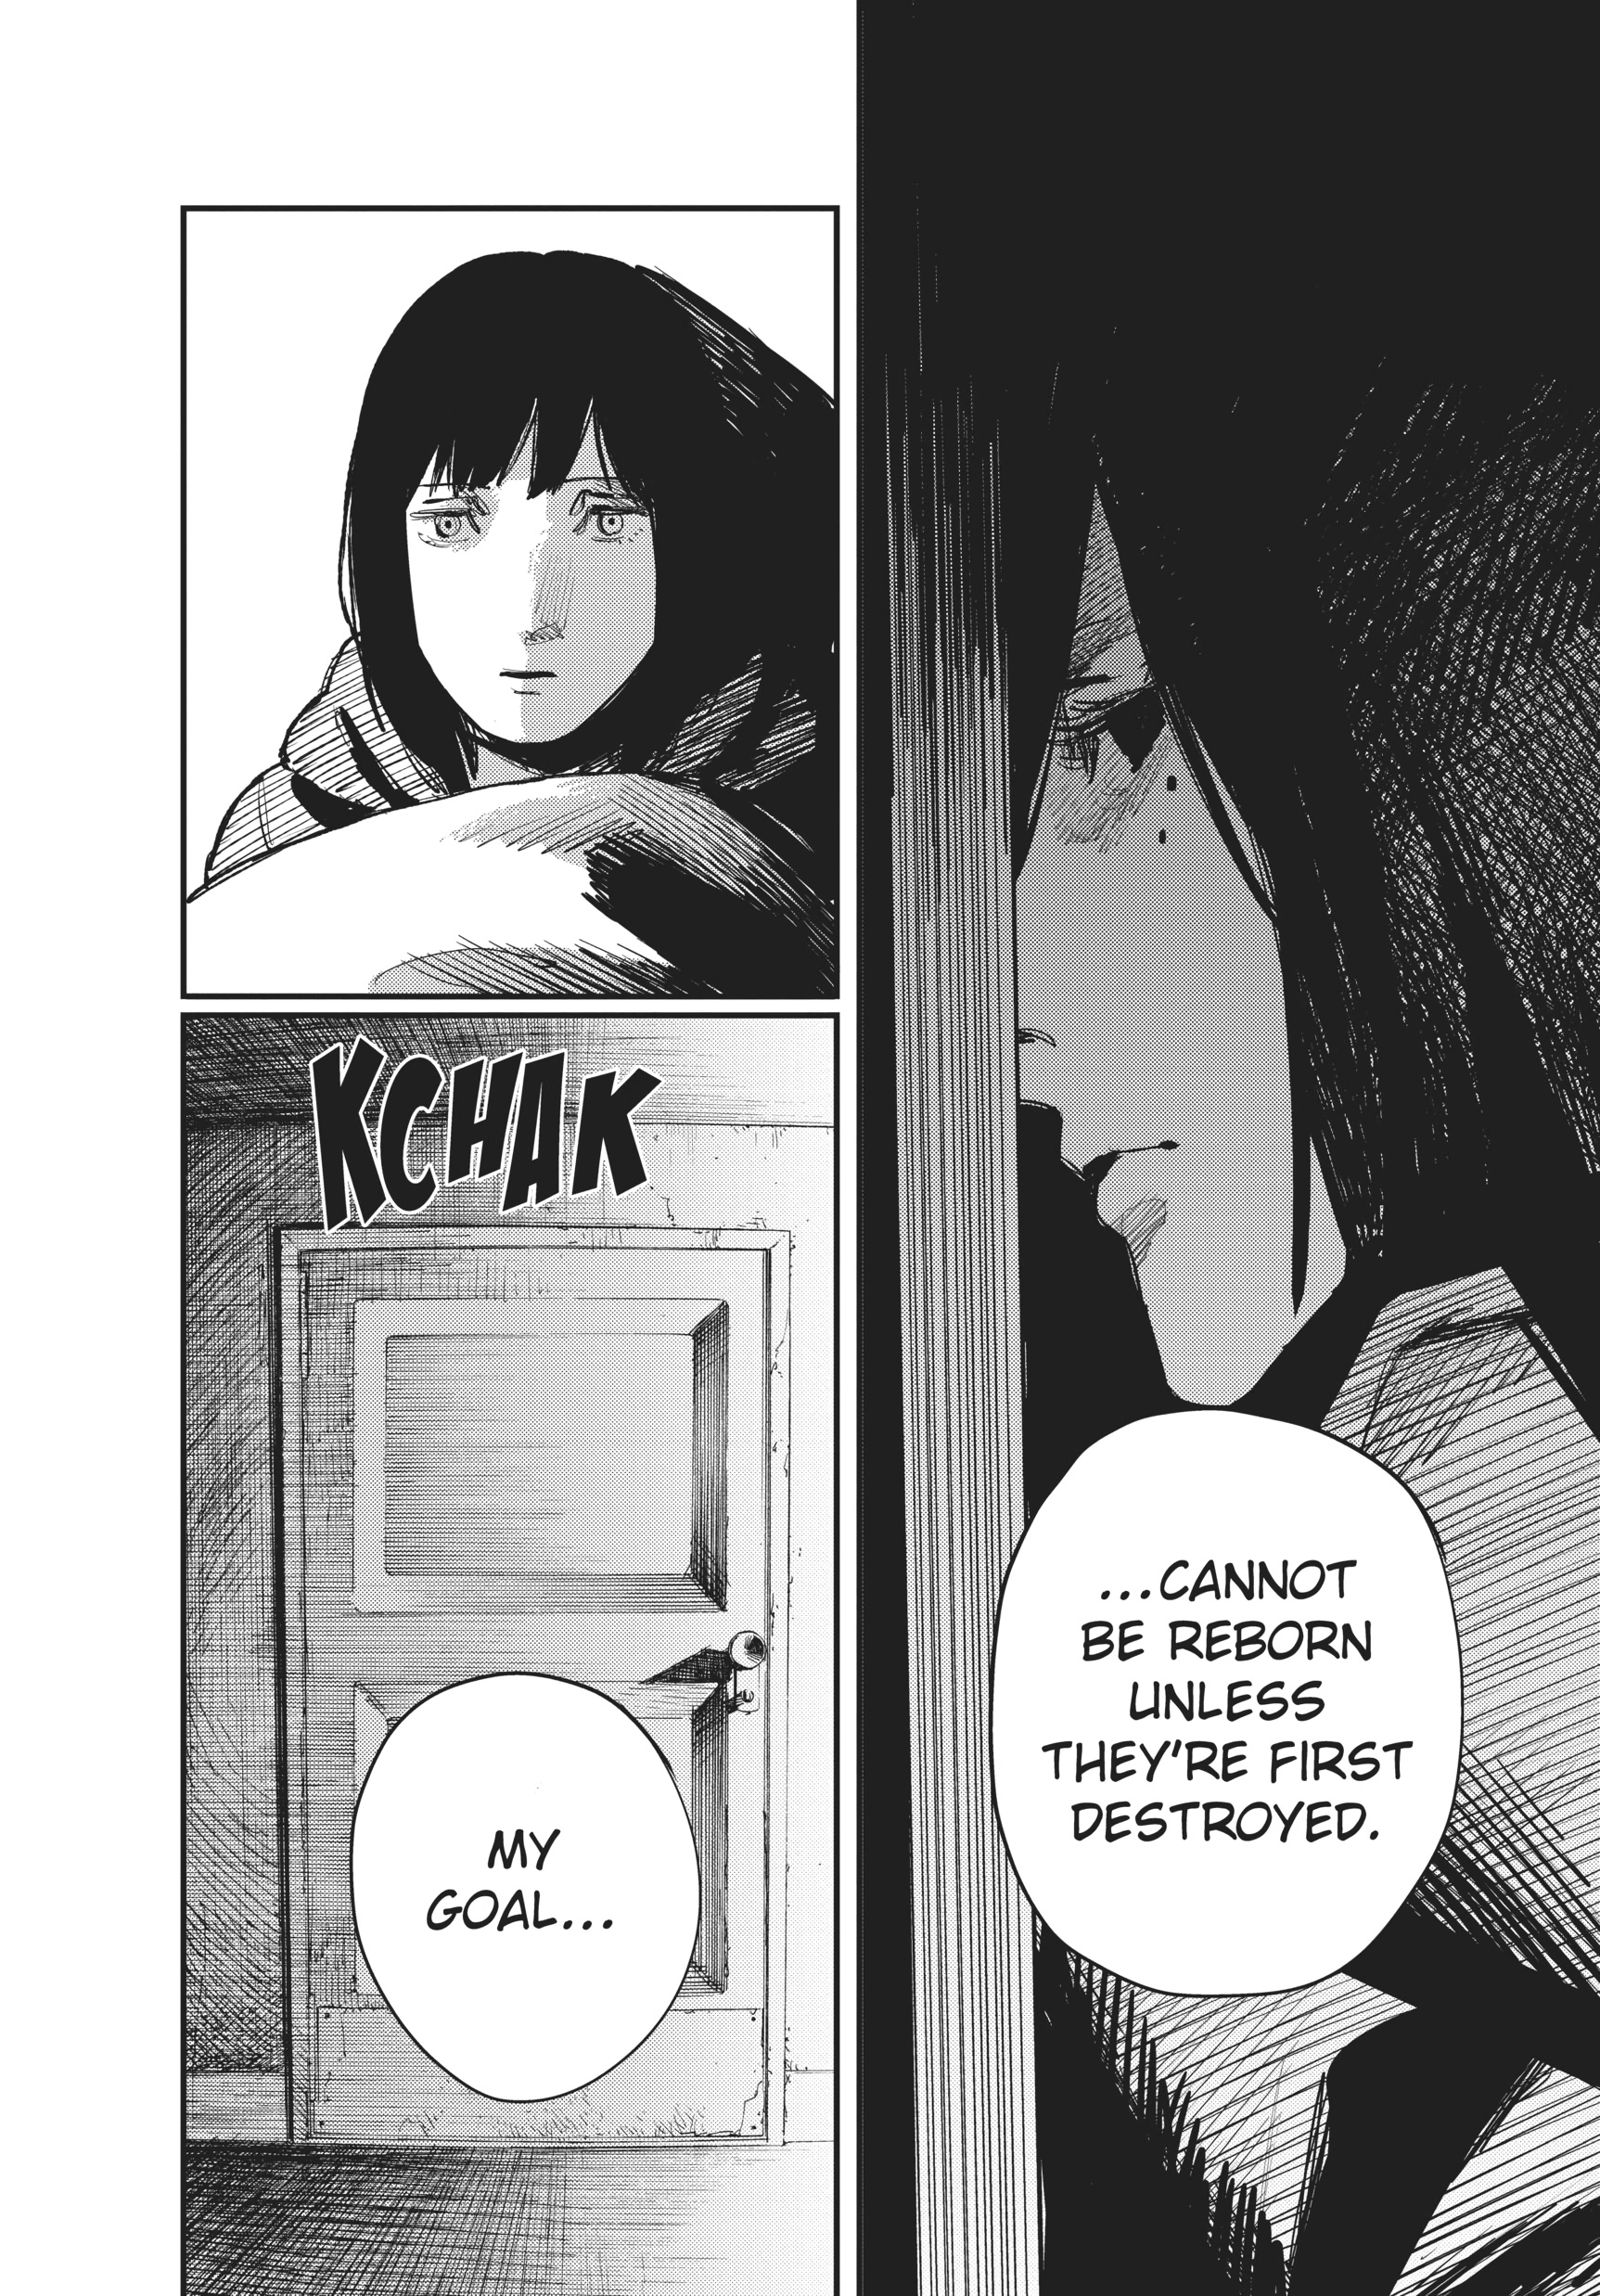 ...CANNOT
BE REBORN
UNLESS
THEY'RE FIRST
DESTROYED.
KCHAK
MY
GOAL...